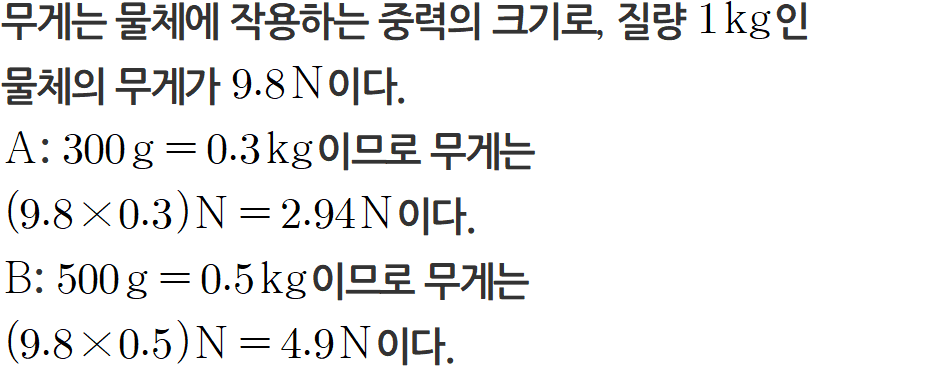 무게는 물체에 작용하는 중력의 크기로, 질량 1 kg인
물체의 무게가 9.8 N이다.
A: 300 g = 0.3 kg이므로 무게는
(9.8×0.3) N = 2.94 N이다.
B: 500 g = 0.5 kg이므로 무게는
(9.8×0.5) N = 4.9 N이다.